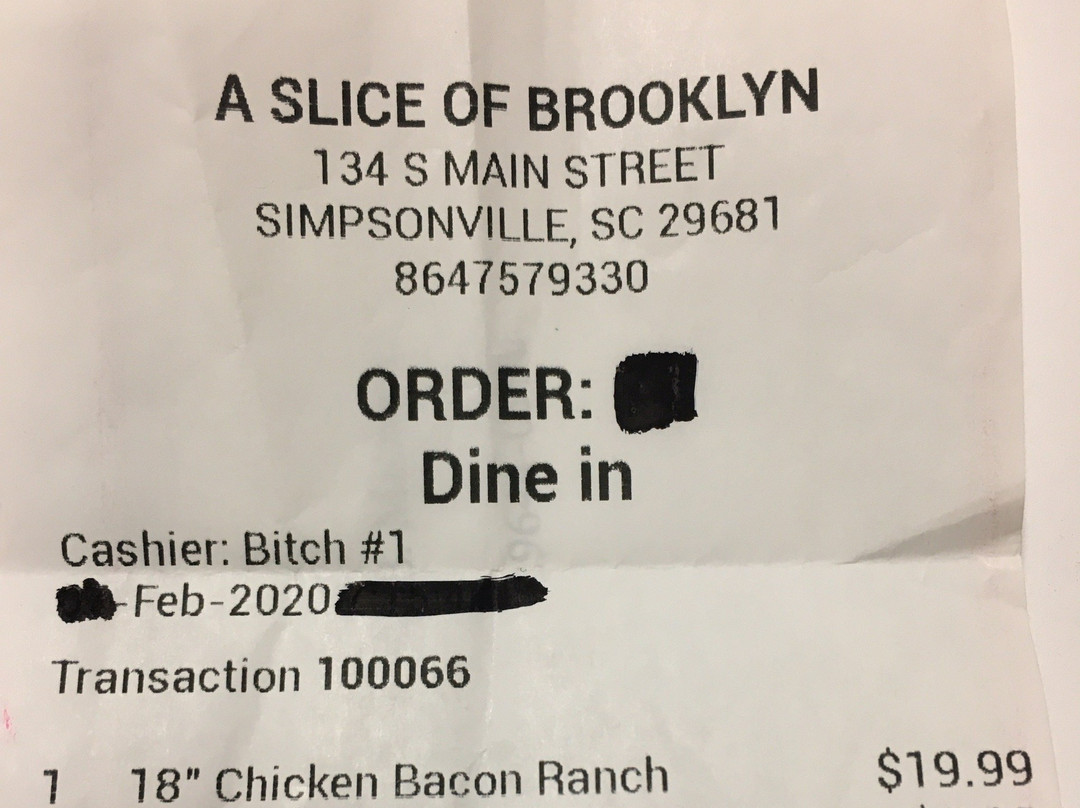 A SLICE OF BROOKLYN
134 S MAIN STREET
SIMPSONVILLE, SC 29681
8647579330
ORDER:
Dine in
Cashier: Bitch #1
-Feb-2020
Transaction 100066
1 18" Chicken Bacon Ranch $19.99